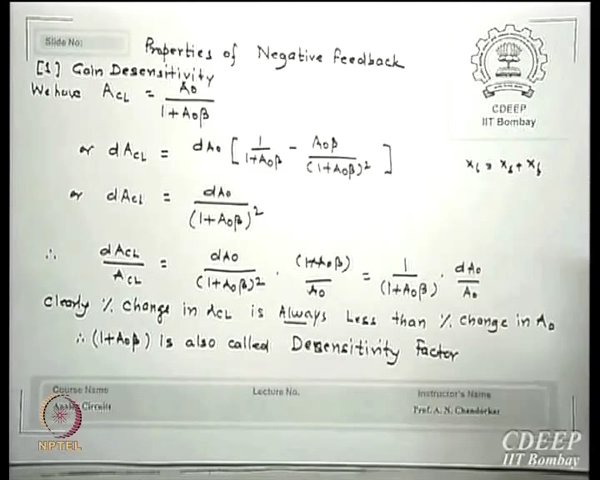 Slide No:
Properties of Negative Feedback
[1] Gain Desensitivity
We have A_CL = A0 / (1 + A0β)
or dA_CL = dA0 [ 1/(1+A0β) - A0β/(1+A0β)² ]
or dA_CL = dA0 / (1+A0β)²
∴ dA_CL/A_CL = dA0/(1+A0β)² · (1+A0β)/A0 = 1/(1+A0β) · dA0/A0
Clearly % change in A_CL is Always Less than % change in A0
∴ (1+A0β) is also called Desensitivity Factor
CDEEP
IIT Bombay
Course Name
Lecture No.
Instructor's Name
Analog Circuits
Prof. A. N. Chandorkar
NPTEL
CDEEP
IIT Bombay